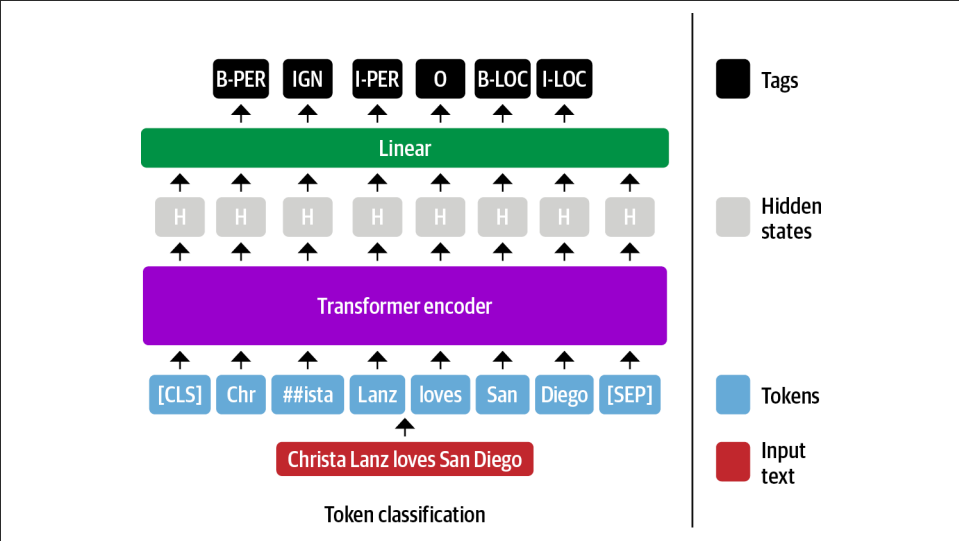 B-PER IGN I-PER O B-LOC I-LOC
Linear
H H H H H H H H
Transformer encoder
[CLS] Chr ##ista Lanz loves San Diego [SEP]
Christa Lanz loves San Diego
Token classification
Tags
Hidden
states
Tokens
Input
text